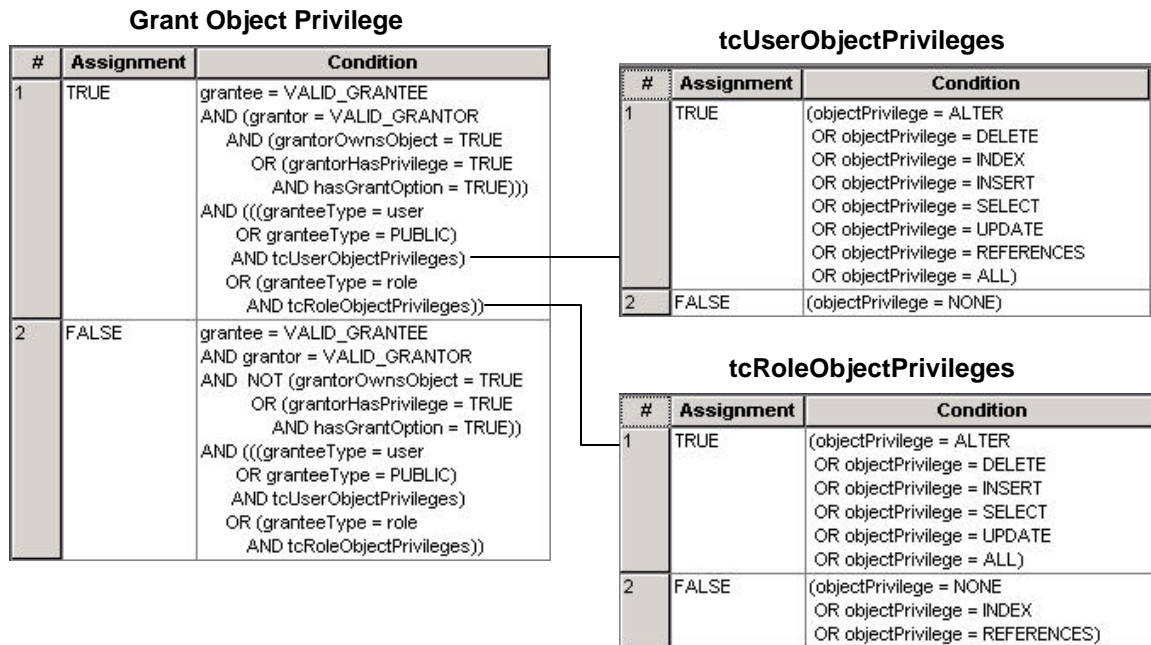 Grant Object Privilege
# Assignment Condition
1 TRUE grantee = VALID_GRANTEE
AND (grantor = VALID_GRANTOR
AND (grantorOwnsObject = TRUE
OR (grantorHasPrivilege = TRUE
AND hasGrantOption = TRUE)))
AND (((granteeType = user
OR granteeType = PUBLIC)
AND tcUserObjectPrivileges)
OR (granteeType = role
AND tcRoleObjectPrivileges))
2 FALSE grantee = VALID_GRANTEE
AND grantor = VALID_GRANTOR
AND NOT (grantorOwnsObject = TRUE
OR (grantorHasPrivilege = TRUE
AND hasGrantOption = TRUE))
AND (((granteeType = user
OR granteeType = PUBLIC)
AND tcUserObjectPrivileges)
OR (granteeType = role
AND tcRoleObjectPrivileges))
tcUserObjectPrivileges
# Assignment Condition
1 TRUE (objectPrivilege = ALTER
OR objectPrivilege = DELETE
OR objectPrivilege = INDEX
OR objectPrivilege = INSERT
OR objectPrivilege = SELECT
OR objectPrivilege = UPDATE
OR objectPrivilege = REFERENCES
OR objectPrivilege = ALL)
2 FALSE (objectPrivilege = NONE)
tcRoleObjectPrivileges
# Assignment Condition
1 TRUE (objectPrivilege = ALTER
OR objectPrivilege = DELETE
OR objectPrivilege = INSERT
OR objectPrivilege = SELECT
OR objectPrivilege = UPDATE
OR objectPrivilege = ALL)
2 FALSE (objectPrivilege = NONE
OR objectPrivilege = INDEX
OR objectPrivilege = REFERENCES)